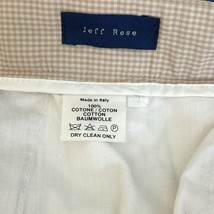 Jeff Rose
Made in Italy
100%
COTONE/COTON
COTTON
BAUMWOLLE
P
DRY CLEAN ONLY